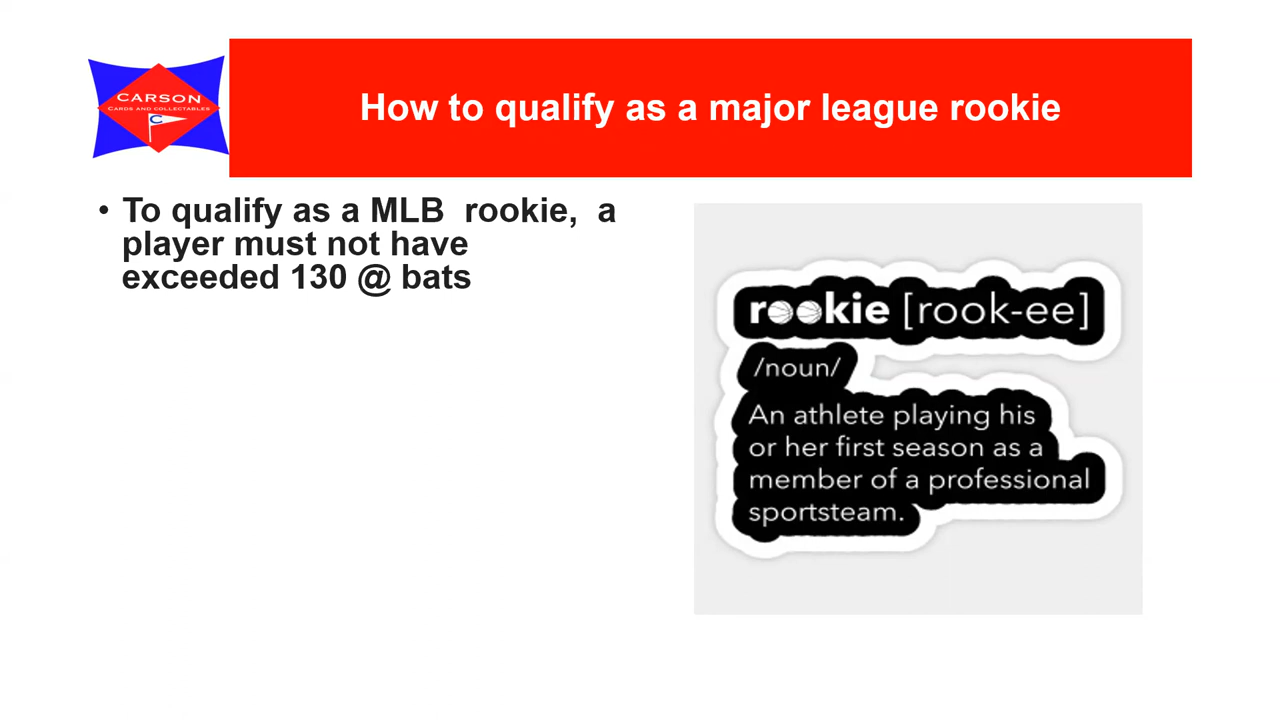 CARSON
CARDS AND COLLECTABLES
C
How to qualify as a major league rookie
• To qualify as a MLB  rookie,  a
player must not have
exceeded 130 @ bats
rookie [rook-ee]
/noun/
An athlete playing his
or her first season as a
member of a professional
sportsteam.